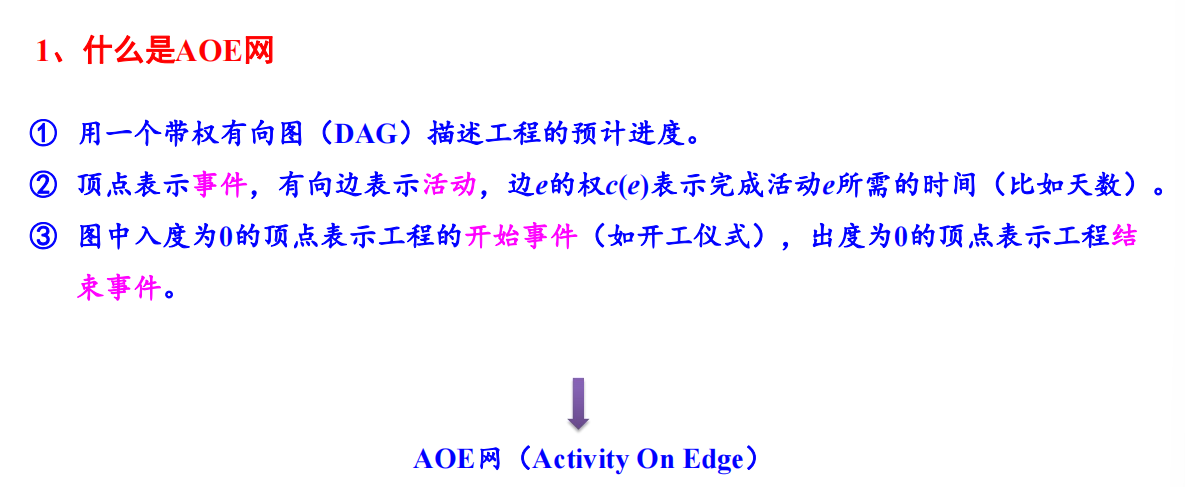 1、什么是AOE网
① 用一个带权有向图（DAG）描述工程的预计进度。
② 顶点表示事件，有向边表示活动，边e的权c(e)表示完成活动e所需的时间（比如天数）。
③ 图中入度为0的顶点表示工程的开始事件（如开工仪式），出度为0的顶点表示工程结
束事件。
AOE网（Activity On Edge）